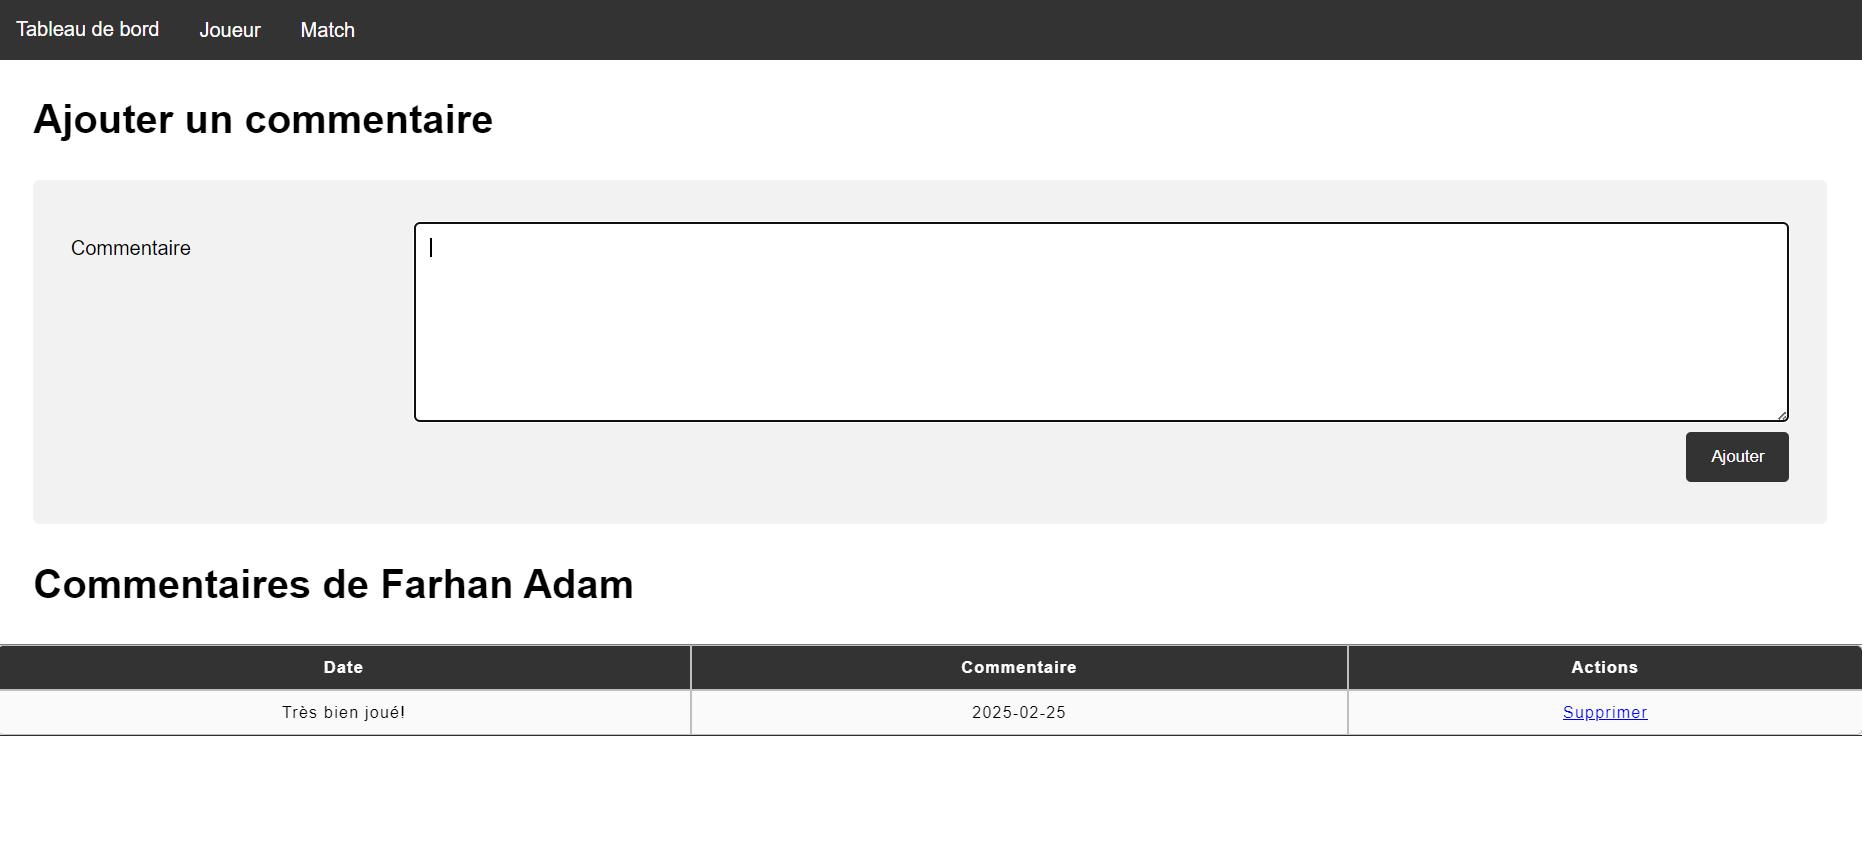 Tableau de bord Joueur Match
Ajouter un commentaire
Commentaire
Ajouter
Commentaires de Farhan Adam
Date Commentaire Actions
Très bien joué! 2025-02-25 Supprimer